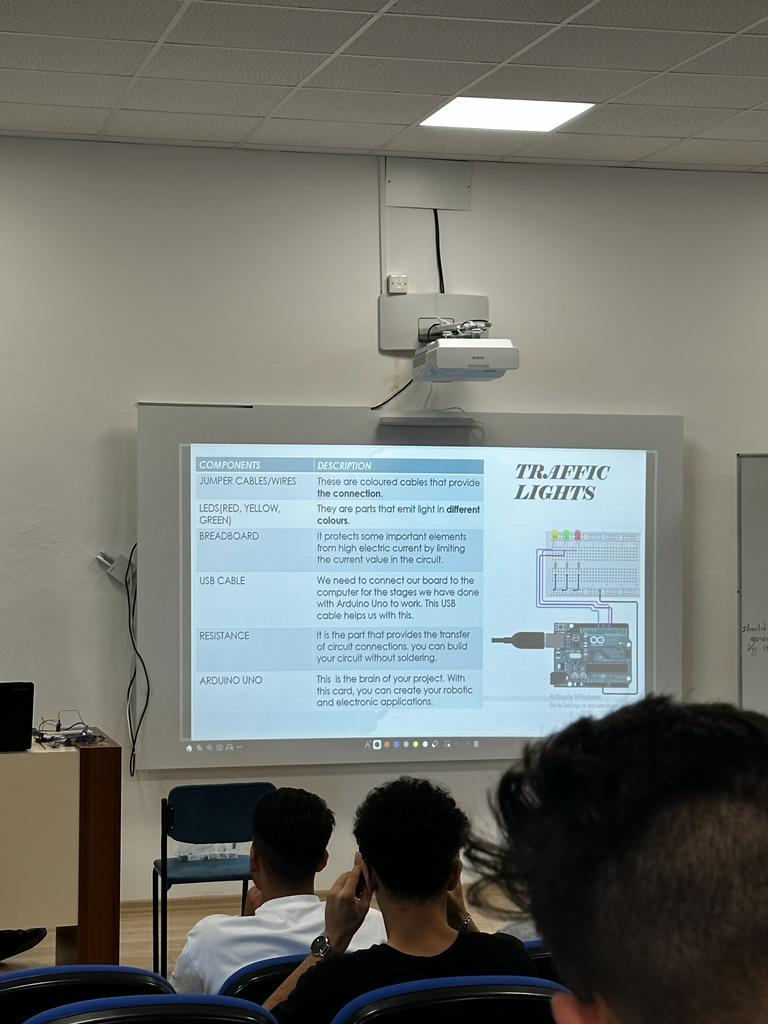 EPSON
COMPONENTS DESCRIPTION
JUMPER CABLES/WIRES These are coloured cables that provide
the connection.
LEDS(RED, YELLOW, They are parts that emit light in different
GREEN) colours.
BREADBOARD It protects some important elements
from high electric current by limiting
the current value in the circuit.
USB CABLE We need to connect our board to the
computer for the stages we have done
with Arduino Uno to work. This USB
cable helps us with this.
RESISTANCE It is the part that provides the transfer
of circuit connections, you can build
your circuit without soldering.
ARDUINO UNO This is the brain of your project. With
this card, you can create your robotic
and electronic applications.
TRAFFIC
LIGHTS
Activate Windows
Go to Settings to activate